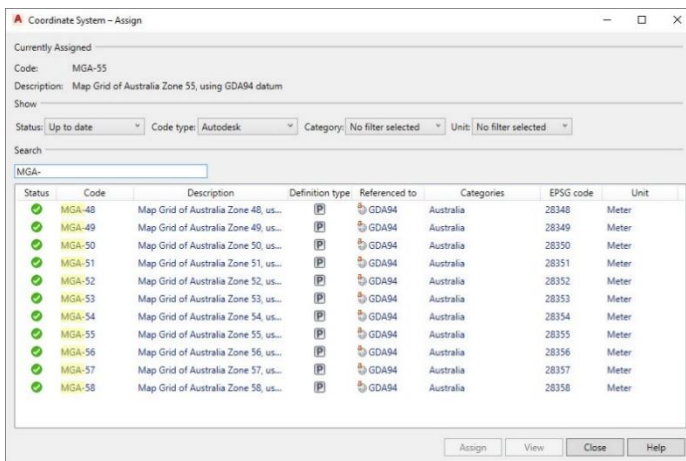 Coordinate System – Assign
Currently Assigned
Code: MGA-55
Description: Map Grid of Australia Zone 55, using GDA94 datum
Show
Status: Up to date Code type: Autodesk Category: No filter selected Unit: No filter selected
Search
MGA-
Status Code Description Definition type Referenced to Categories EPSG code Unit
MGA-48 Map Grid of Australia Zone 48, us... P GDA94 Australia 28348 Meter
MGA-49 Map Grid of Australia Zone 49, us... P GDA94 Australia 28349 Meter
MGA-50 Map Grid of Australia Zone 50, us... P GDA94 Australia 28350 Meter
MGA-51 Map Grid of Australia Zone 51, us... P GDA94 Australia 28351 Meter
MGA-52 Map Grid of Australia Zone 52, us... P GDA94 Australia 28352 Meter
MGA-53 Map Grid of Australia Zone 53, us... P GDA94 Australia 28353 Meter
MGA-54 Map Grid of Australia Zone 54, us... P GDA94 Australia 28354 Meter
MGA-55 Map Grid of Australia Zone 55, us... P GDA94 Australia 28355 Meter
MGA-56 Map Grid of Australia Zone 56, us... P GDA94 Australia 28356 Meter
MGA-57 Map Grid of Australia Zone 57, us... P GDA94 Australia 28357 Meter
MGA-58 Map Grid of Australia Zone 58, us... P GDA94 Australia 28358 Meter
Assign View Close Help